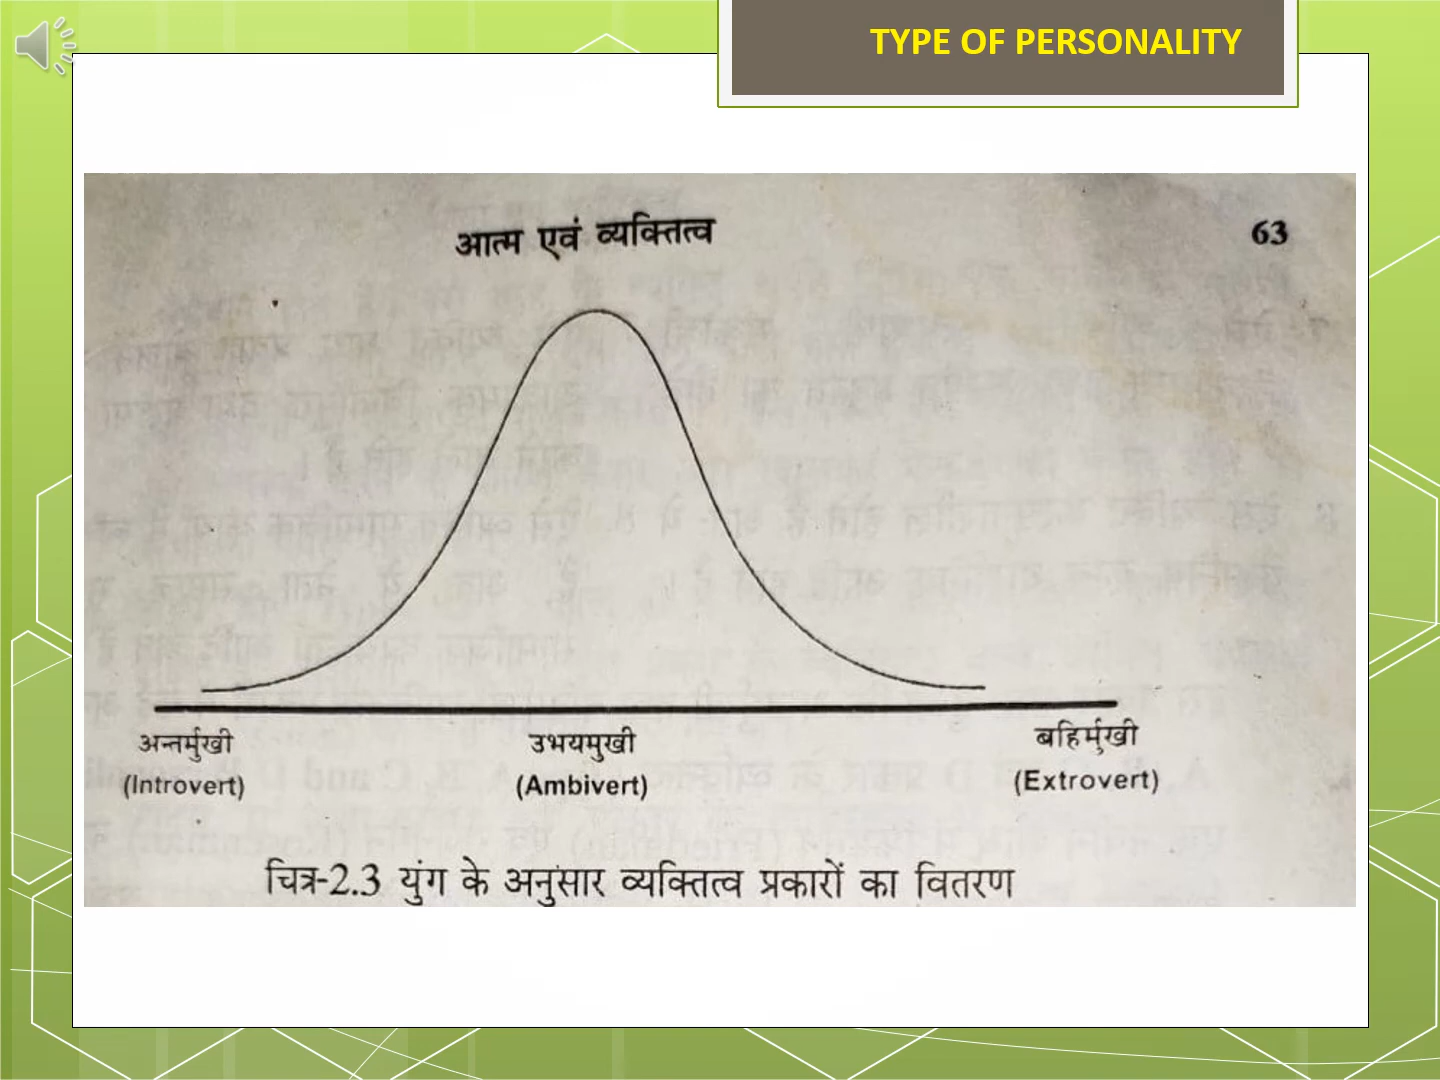 TYPE OF PERSONALITY
आत्म एवं व्यक्तित्व 63
अन्तर्मुखी उभयमुखी बहिर्मुखी
(Introvert) (Ambivert) (Extrovert)
चित्र-2.3 युंग के अनुसार व्यक्तित्व प्रकारों का वितरण